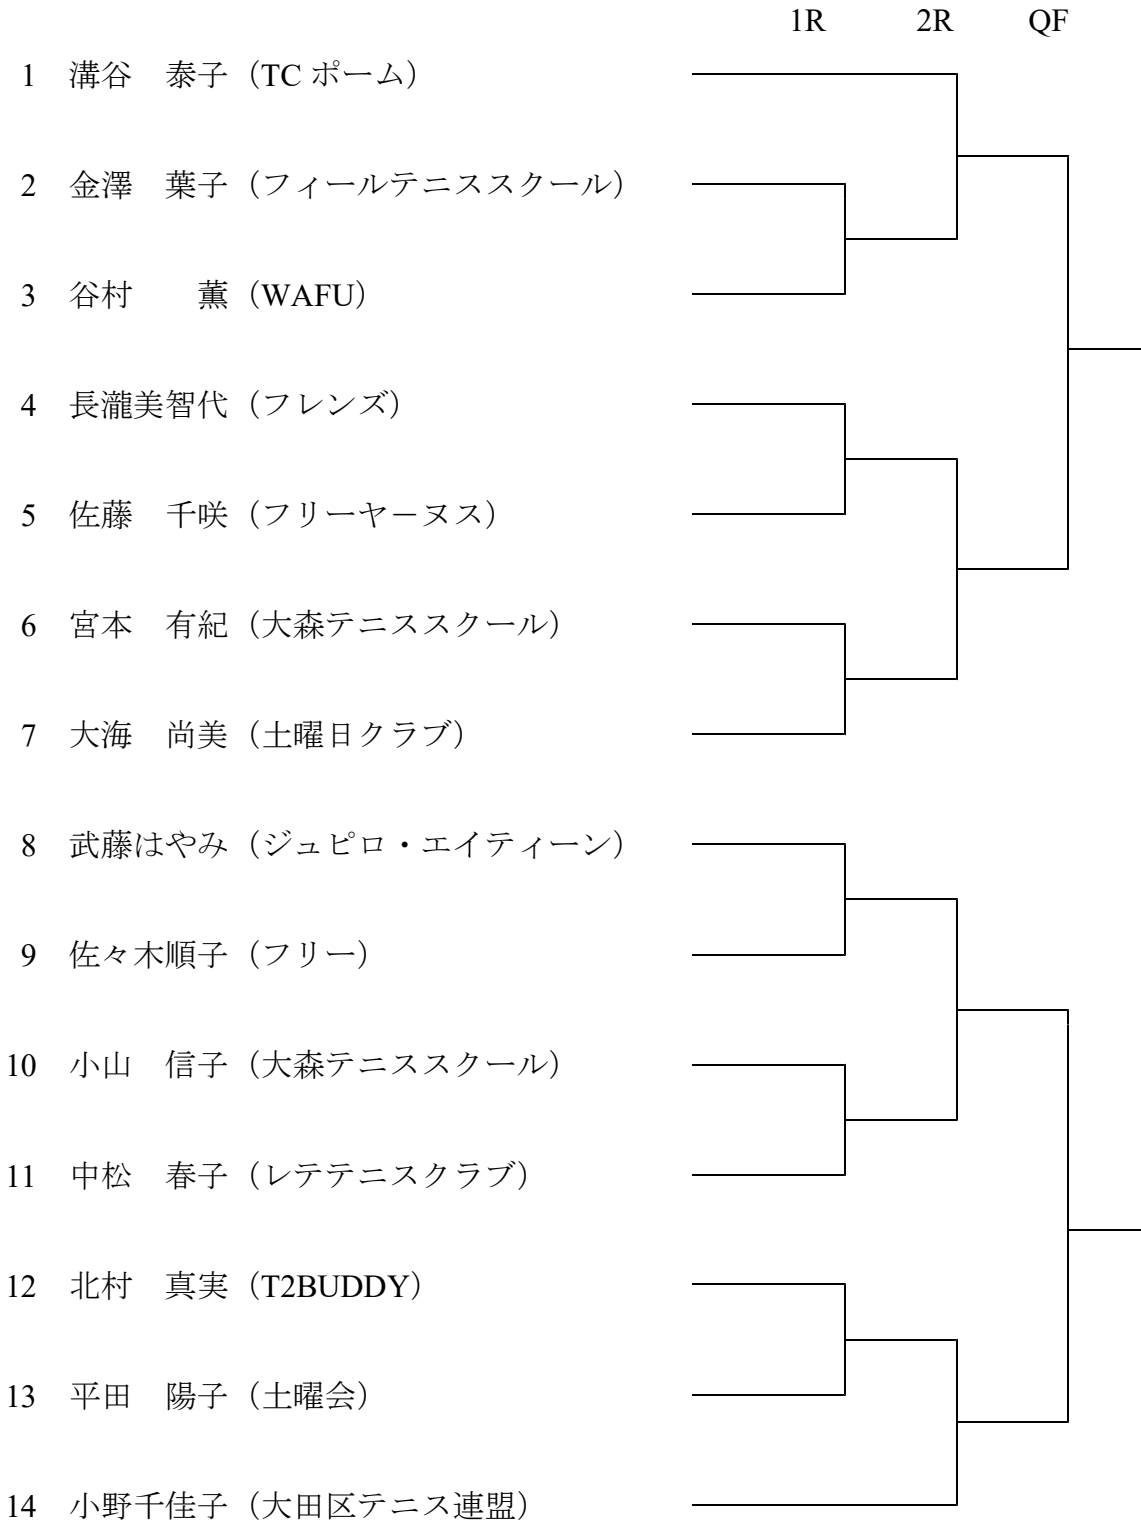 1R 2R QF
1 溝谷　泰子（TC ポーム）
2 金澤　葉子（フィールテニススクール）
3 谷村　　薫（WAFU）
4 長瀧美智代（フレンズ）
5 佐藤　千咲（フリーヤーヌス）
6 宮本　有紀（大森テニススクール）
7 大海　尚美（土曜日クラブ）
8 武藤はやみ（ジュピロ・エイティーン）
9 佐々木順子（フリー）
10 小山　信子（大森テニススクール）
11 中松　春子（レテテニスクラブ）
12 北村　真実（T2BUDDY）
13 平田　陽子（土曜会）
14 小野千佳子（大田区テニス連盟）